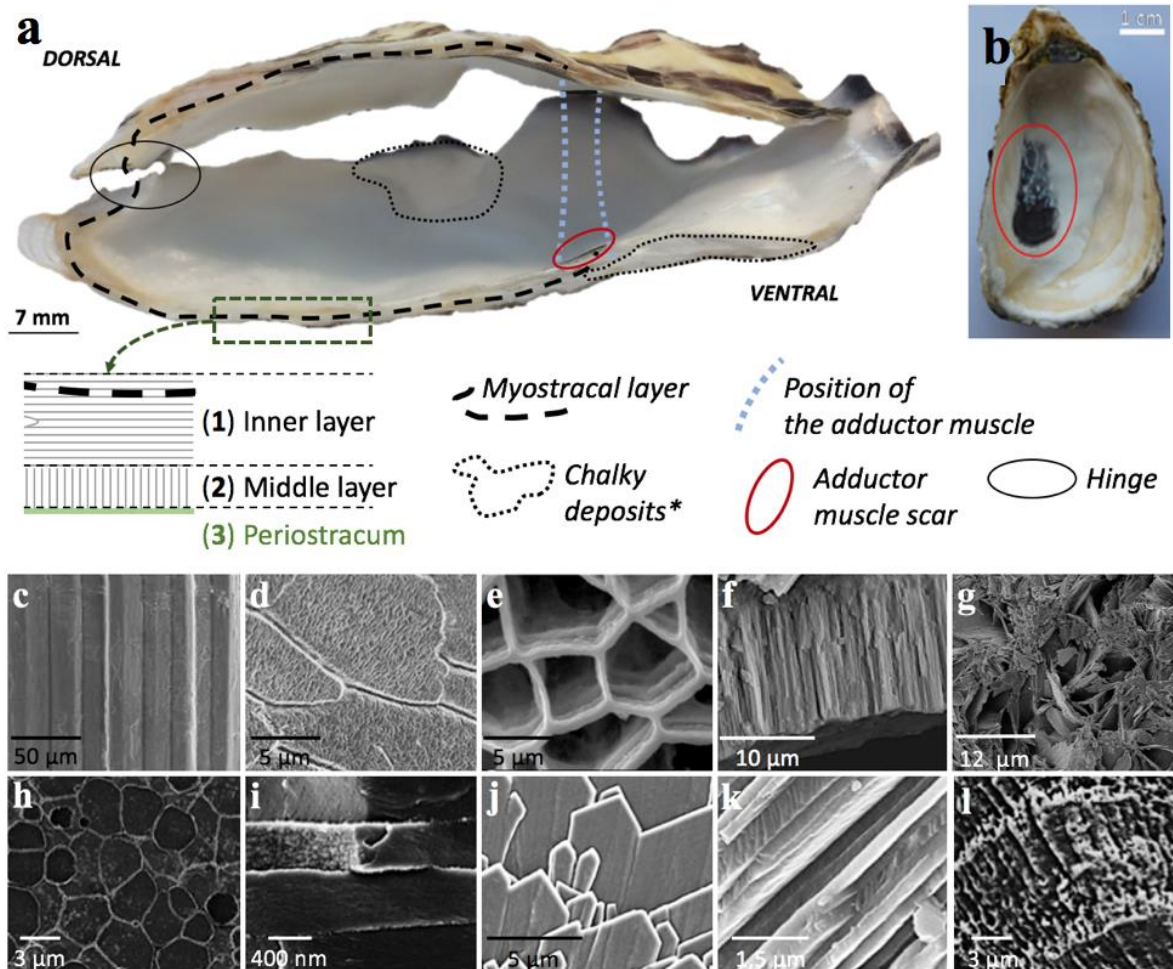 a
DORSAL
b
1 cm
VENTRAL
7 mm
(1) Inner layer
(2) Middle layer
(3) Periostracum
Myostracal layer
Chalky
deposits*
Position of
the adductor muscle
Adductor
muscle scar
Hinge
c
50 µm
d
5 µm
e
5 µm
f
10 µm
g
12 µm
h
3 µm
i
400 nm
j
5 µm
k
1,5 µm
l
3 µm